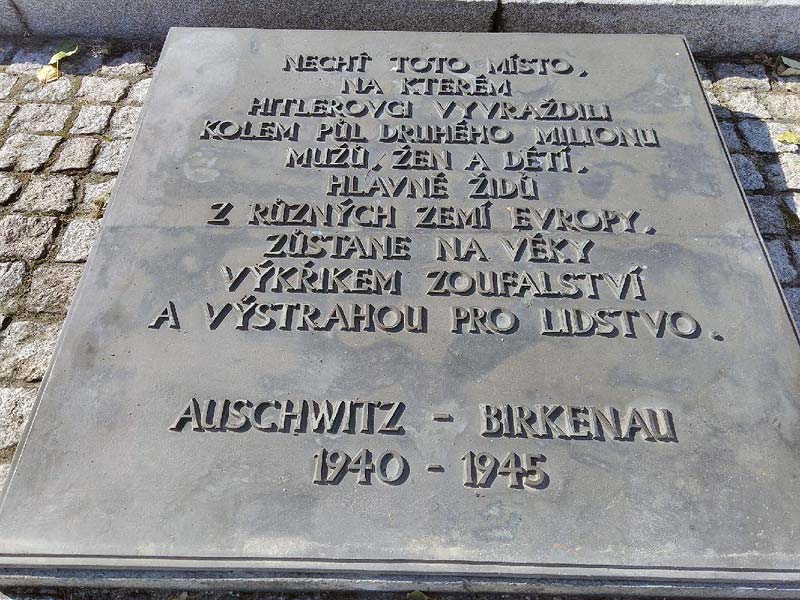 NECHŤ TOTO MÍSTO,
NA KTERÉM
HITLEROVCI VYVRAŽDILI
KOLEM PŮL DRUHÉHO MILIONU
MUŽŮ, ŽEN A DĚTÍ,
HLAVNÉ ŽIDŮ
Z RŮZNÝCH ZEMÍ EVROPY,
ZŮSTANE NA VĚKY
VÝKŘIKEM ZOUFALSTVÍ
A VÝSTRAHOU PRO LIDSTVO.
AUSCHWITZ - BIRKENAU
1940 - 1945